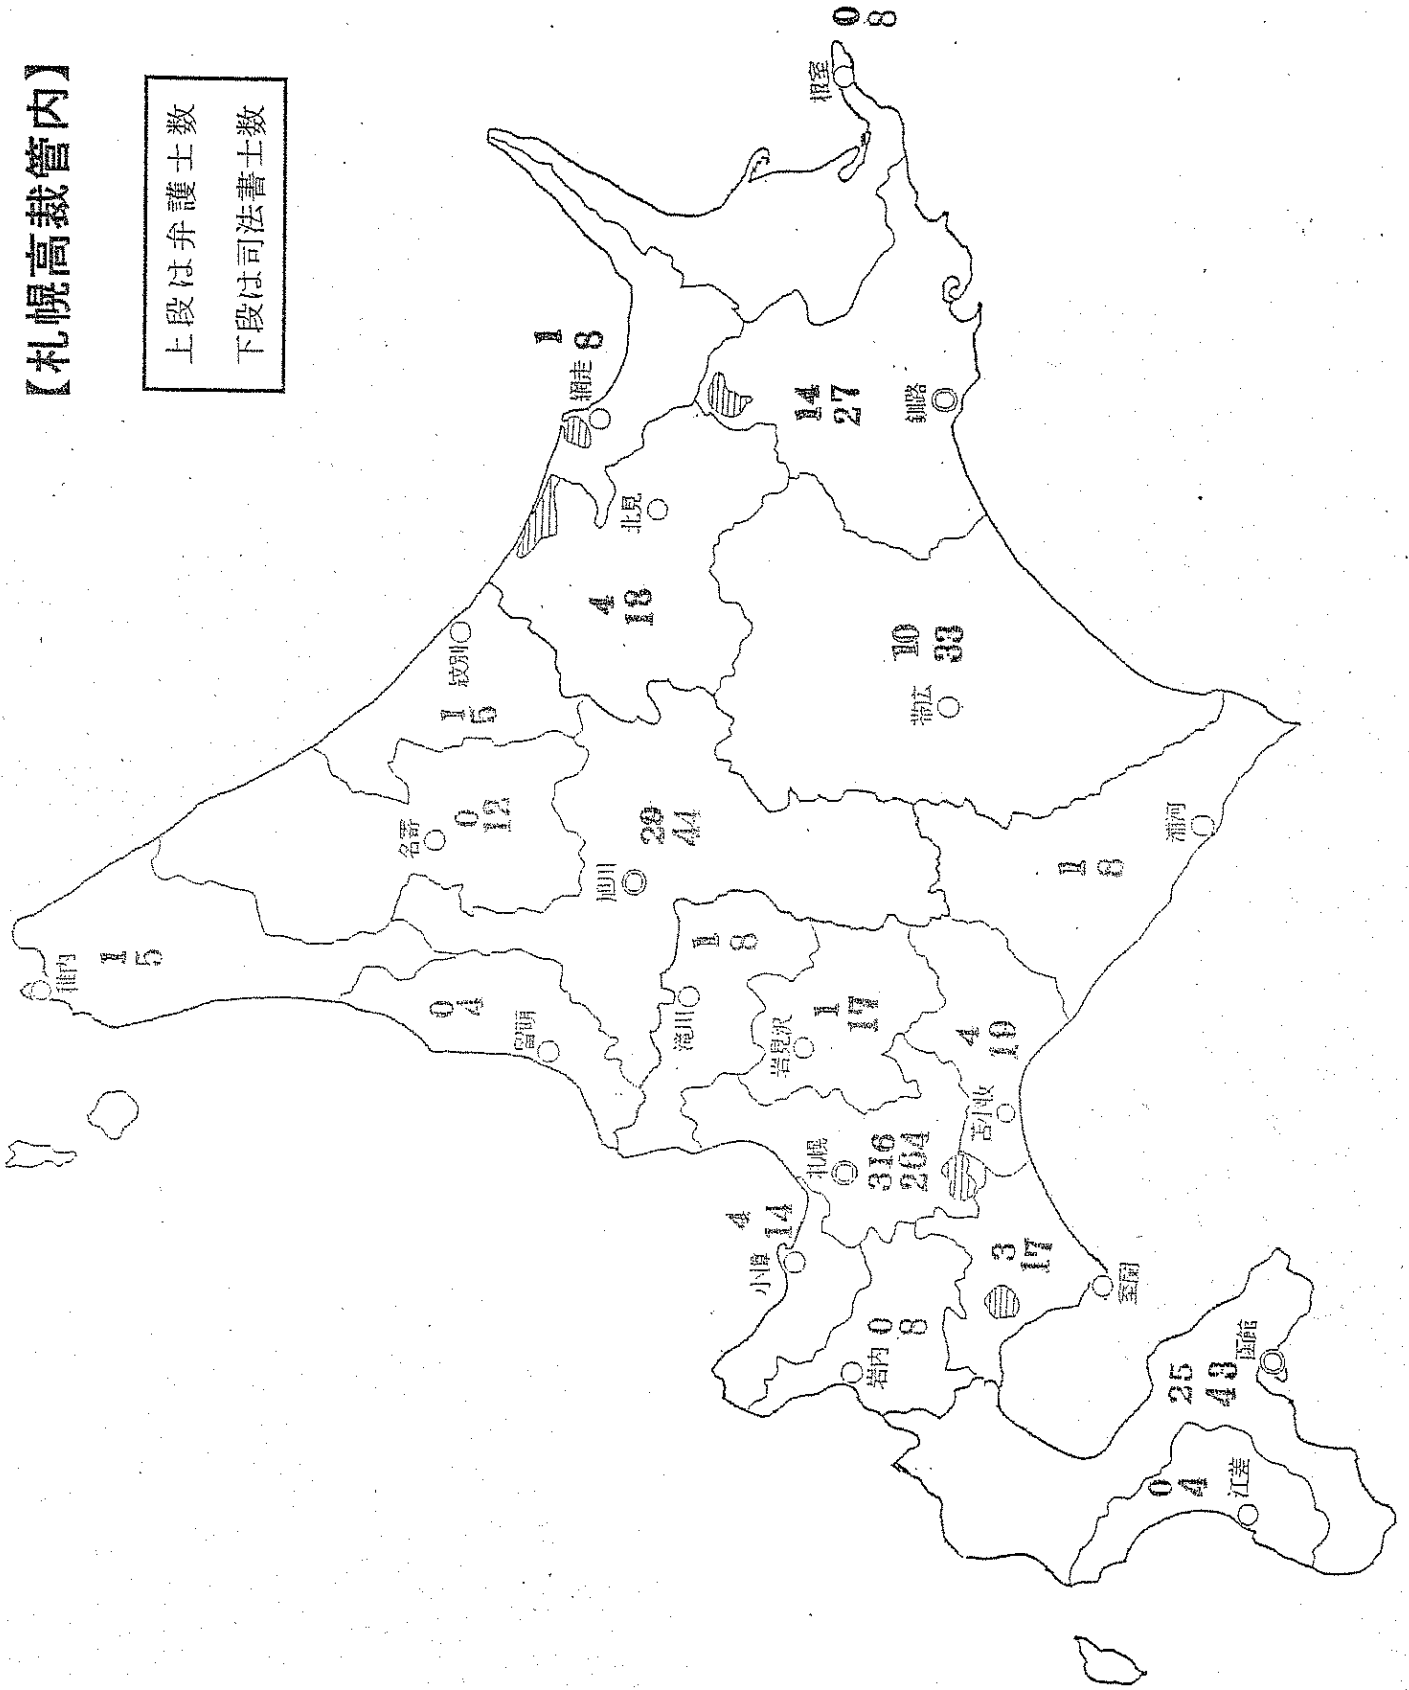 【札幌高裁管内】
上段は弁護士数
下段は司法書士数
稚内
1
5
名寄
0
12
紋別
1
5
網走
1
8
根室
0
8
北見
4
18
釧路
14
27
帯広
10
33
旭川
44
留萌
0
4
滝川
1
8
岩見沢
1
17
浦河
1
8
苫小牧
4
19
札幌
316
264
小樽
4
14
岩内
0
8
室蘭
3
17
函館
25
43
江差
0
4